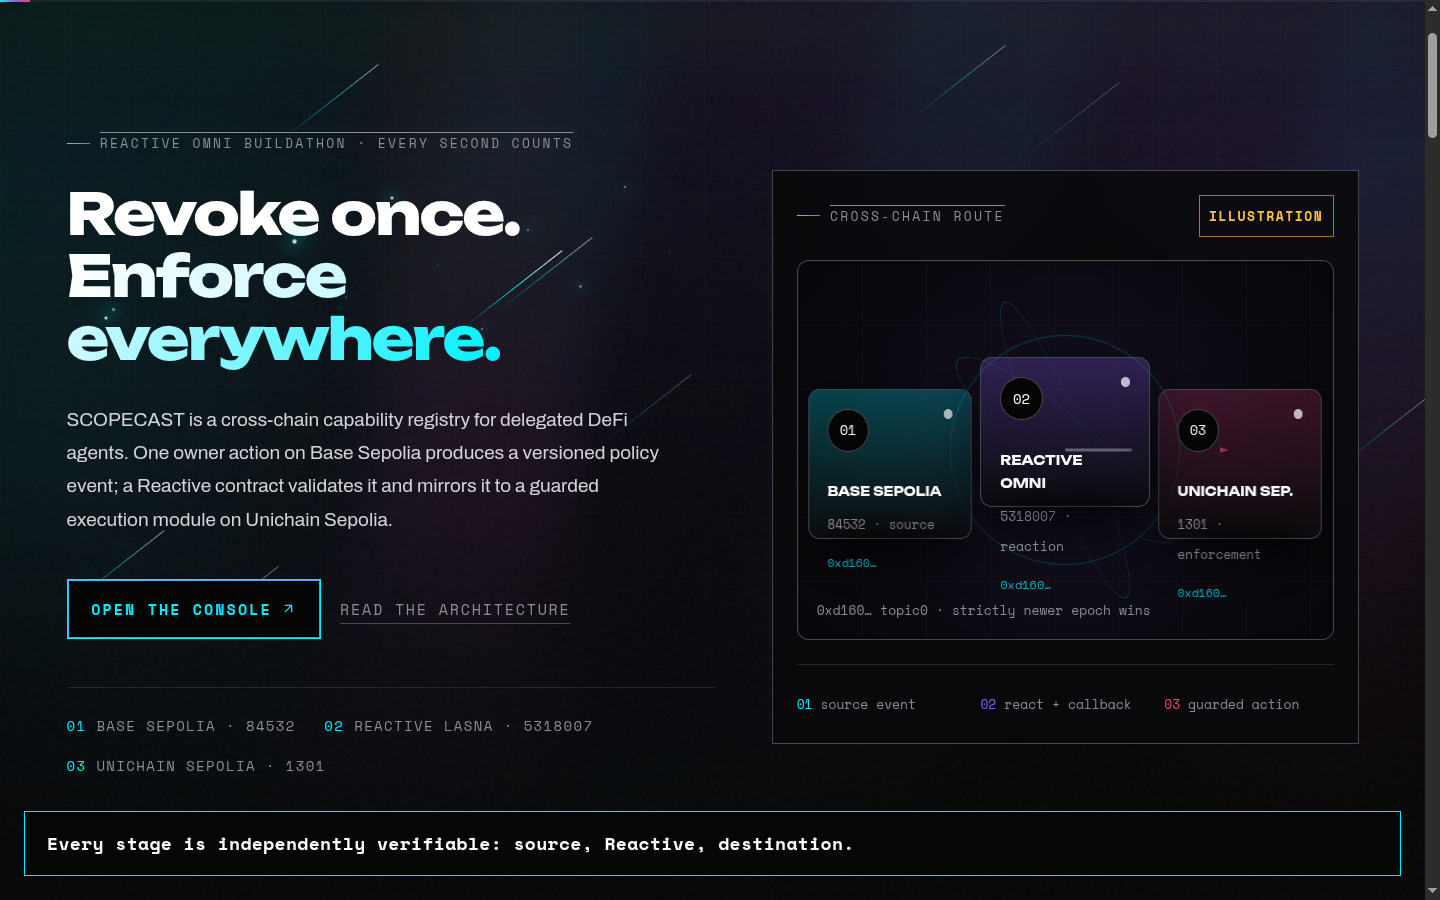 REACTIVE OMNI BUILDATHON · EVERY SECOND COUNTS
Revoke once.
Enforce
everywhere.
SCOPECAST is a cross-chain capability registry for delegated DeFi
agents. One owner action on Base Sepolia produces a versioned policy
event; a Reactive contract validates it and mirrors it to a guarded
execution module on Unichain Sepolia.
OPEN THE CONSOLE ↗
READ THE ARCHITECTURE
01 BASE SEPOLIA · 84532
02 REACTIVE LASNA · 5318007
03 UNICHAIN SEPOLIA · 1301
CROSS-CHAIN ROUTE
ILLUSTRATION
01
BASE SEPOLIA
84532 · source
0xd160…
02
REACTIVE
OMNI
5318007 ·
reaction
0xd160…
03
UNICHAIN SEP.
1301 ·
enforcement
0xd160…
0xd160… topic0 · strictly newer epoch wins
01 source event
02 react + callback
03 guarded action
Every stage is independently verifiable: source, Reactive, destination.